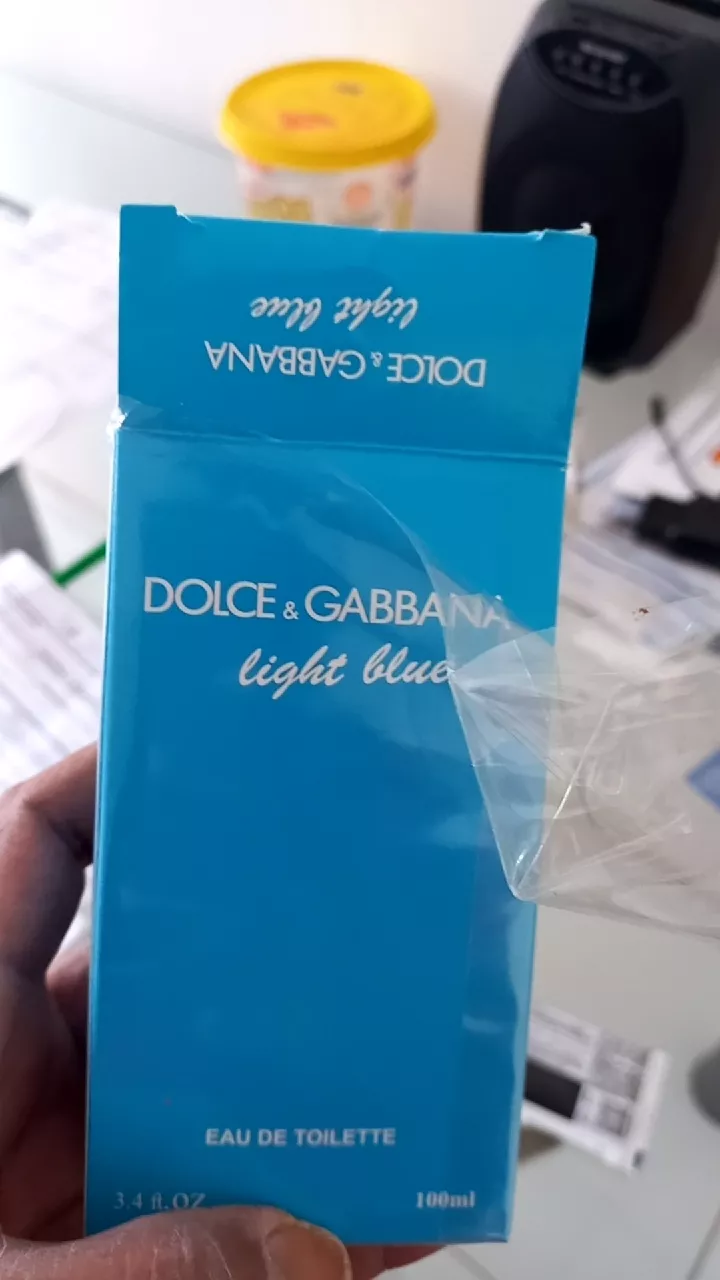 light blue
DOLCE & GABBANA
DOLCE & GABBANA
light blue
EAU DE TOILETTE
3.4 fl.OZ 100ml